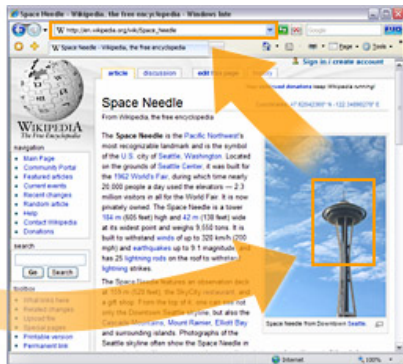 Space Needle - Wikipedia, the free encyclopedia - Windows Inte
http://en.wikipedia.org/wiki/Space_Needle
Google
Space Needle - Wikipedia, the free encyclopedia
Page
Tools
Sign in / create account
article
discussion
edit this page
keep Wikipedia running!
WIKIPEDIA
The Free Encyclopedia
navigation
Main Page
Community Portal
Featured articles
Current events
Recent changes
Random article
Help
Contact Wikipedia
Donations
search
Go
Search
toolbox
What links here
Related changes
Upload file
Special pages
Printable version
Permanent link
Space Needle
From Wikipedia, the free encyclopedia
The Space Needle is the Pacific Northwest's
most recognizable landmark and is the symbol
of the U.S. city of Seattle, Washington. Located
on the grounds of Seattle Center, it was built for
the 1962 World's Fair, during which time nearly
20,000 people a day used the elevators — 2.3
million visitors in all for the World Fair. It is now
privately owned. The Space Needle is a tower
184 m (605 feet) high and 42 m (138 feet) wide
at its widest point and weighs 9,550 tons. It is
built to withstand winds of up to 320 km/h (200
mph) and earthquakes up to 9.1 magnitude and
has 25 lightning rods on the roof to withstand
lightning strikes.
The Space Needle features an observation deck
at 159 m (520 feet), the SkyCity restaurant, and
a gift shop. From the top of it, one can see not
only the Downtown Seattle skyline, but also the
Cascade Mountains, Mount Rainier, Elliott Bay
and surrounding islands. Photographs of the
Seattle skyline often show the Space Needle in
Space Needle from Downtown Seattle.
Internet
100%